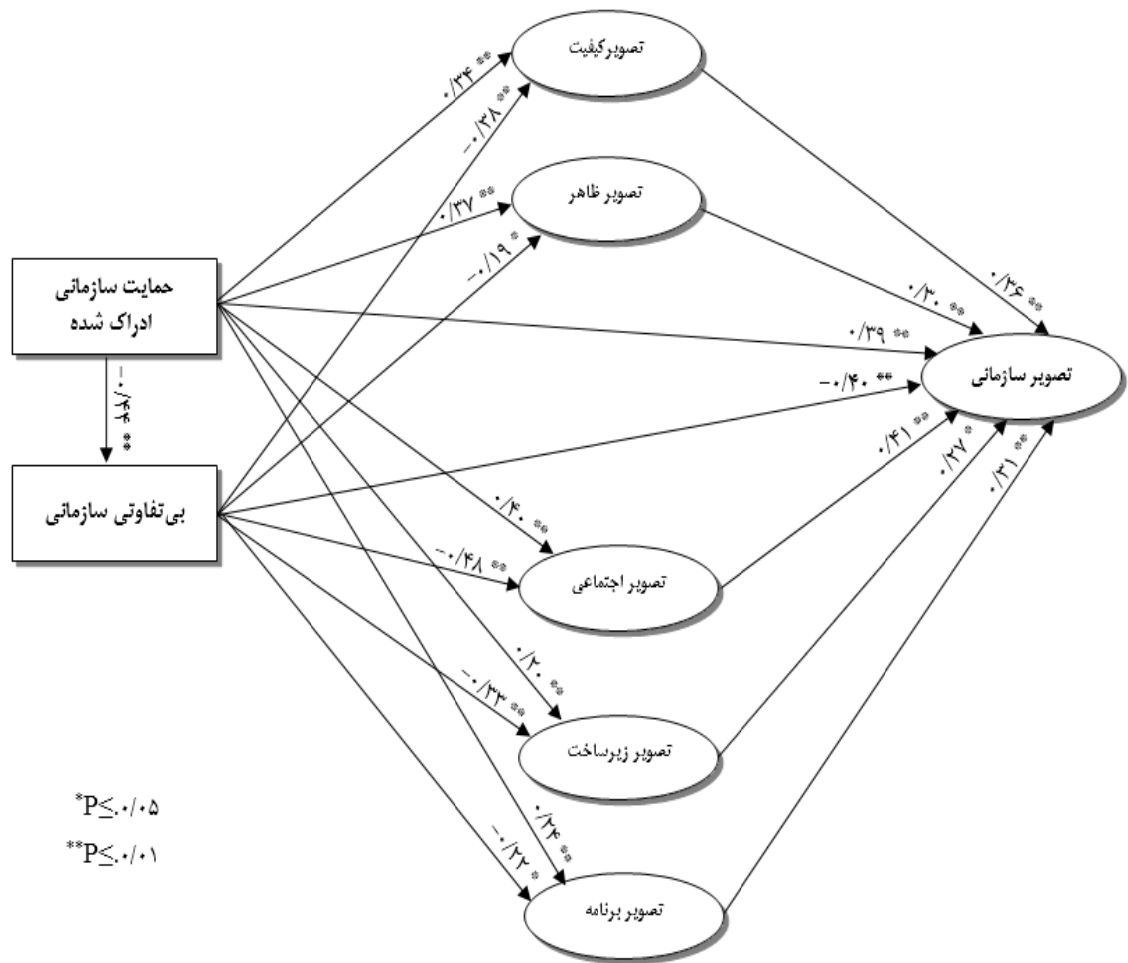 تصویر کیفیت
۰/۳۴ **
-۰/۳۸ **
تصویر ظاهر
۰/۳۷ **
-۰/۱۹ *
۰/۳۶ **
۰/۳۰ **
حمایت سازمانی
ادراک شده
۰/۳۹ **
تصویر سازمانی
-۰/۴۰ **
-۰/۴۴ **
۰/۴۱ **
۰/۲۷ *
۰/۳۱ **
بی‌تفاوتی سازمانی
۰/۴۰ **
-۰/۴۸ **
تصویر اجتماعی
۰/۲۰ **
-۰/۳۳ **
تصویر زیرساخت
*P≤.۰/۰۵
**P≤.۰/۰۱
۰/۲۴ **
-۰/۲۲ *
تصویر برنامه